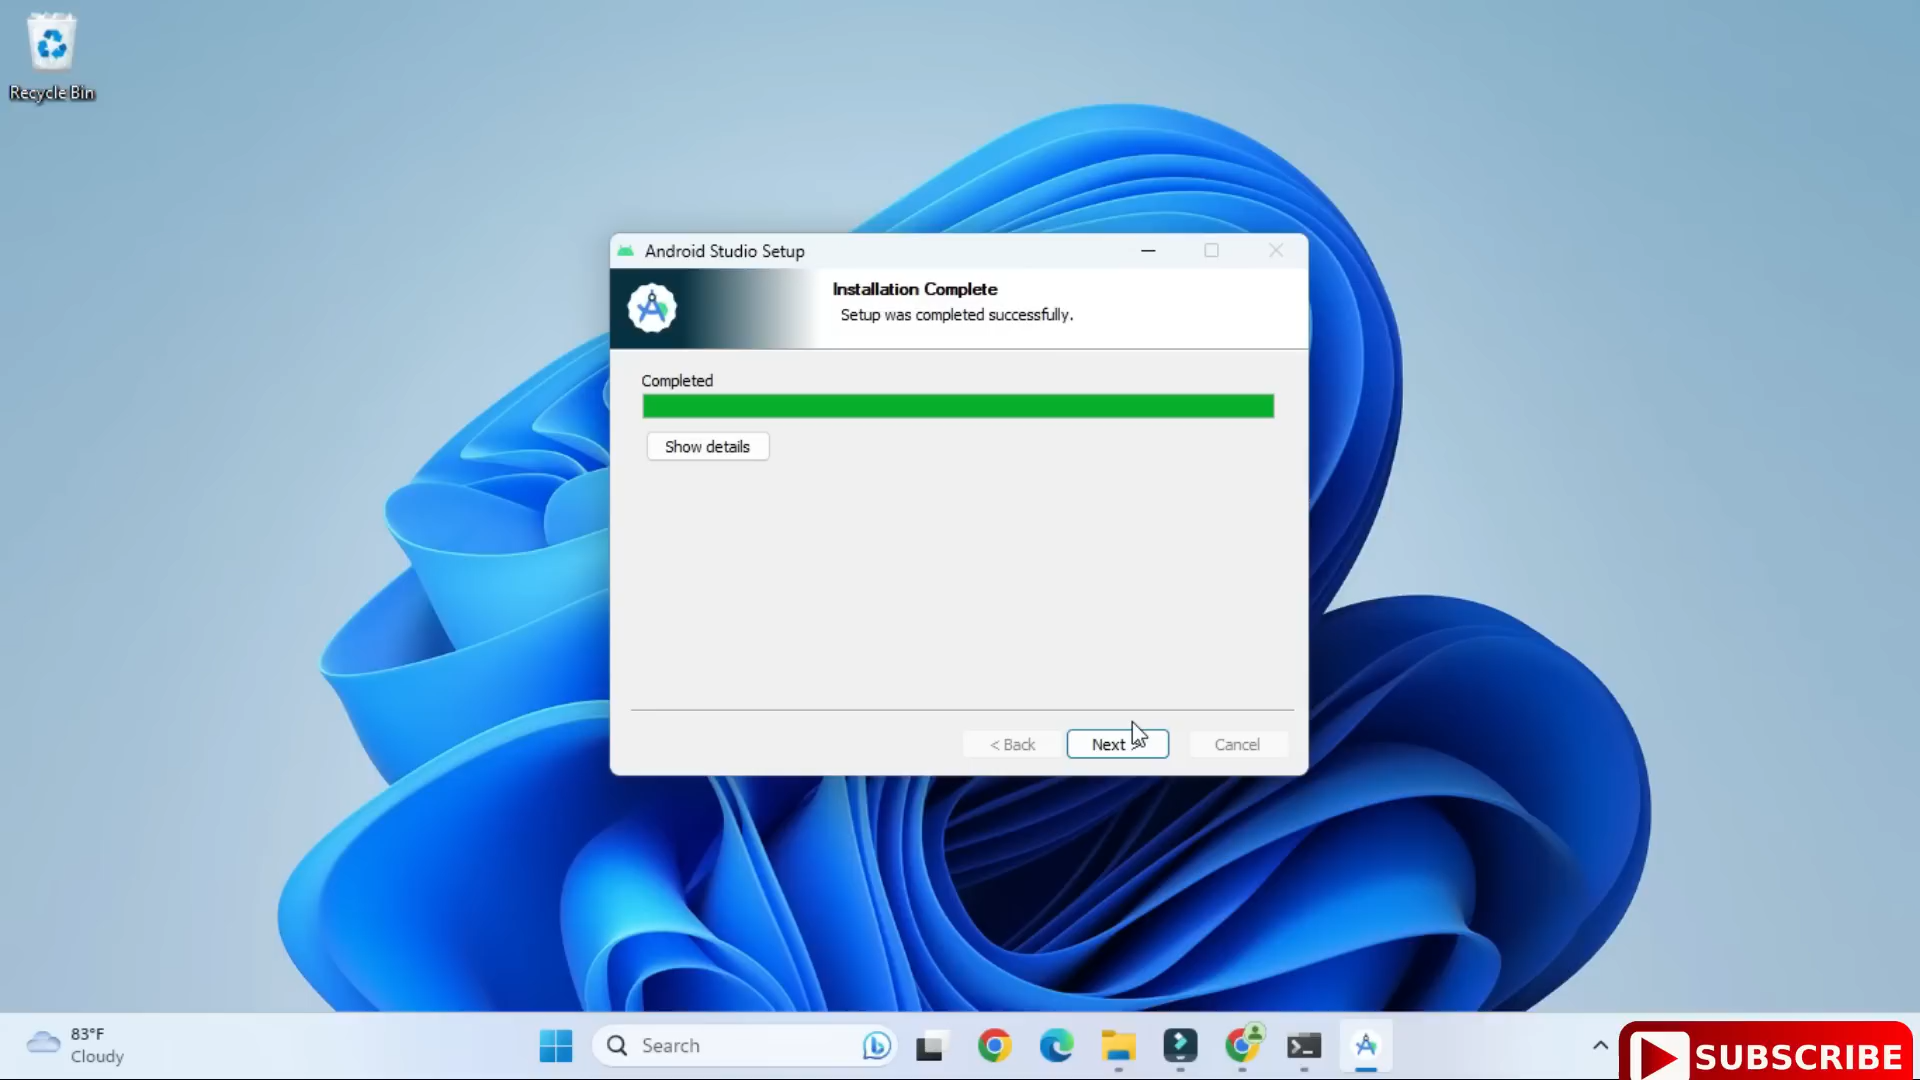 Recycle Bin
Android Studio Setup
Installation Complete
Setup was completed successfully.
Completed
Show details
< Back
Next >
Cancel
83°F
Cloudy
Search
SUBSCRIBE